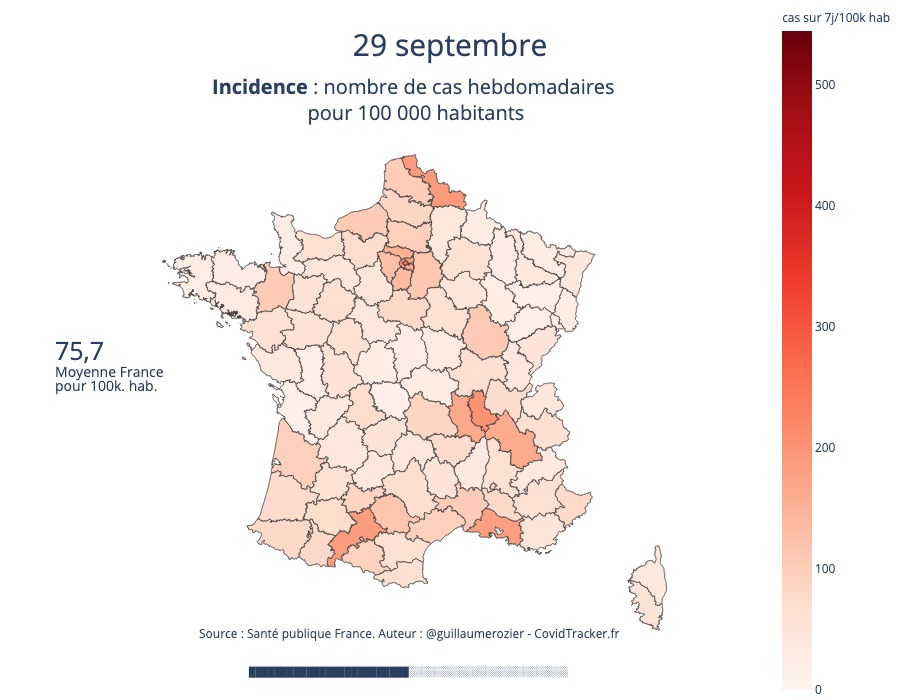 cas sur 7j/100k hab
29 septembre
Incidence : nombre de cas hebdomadaires
pour 100 000 habitants
500
400
300
200
100
0
75,7
Moyenne France
pour 100k. hab.
Source : Santé publique France. Auteur : @guillaumerozier - CovidTracker.fr